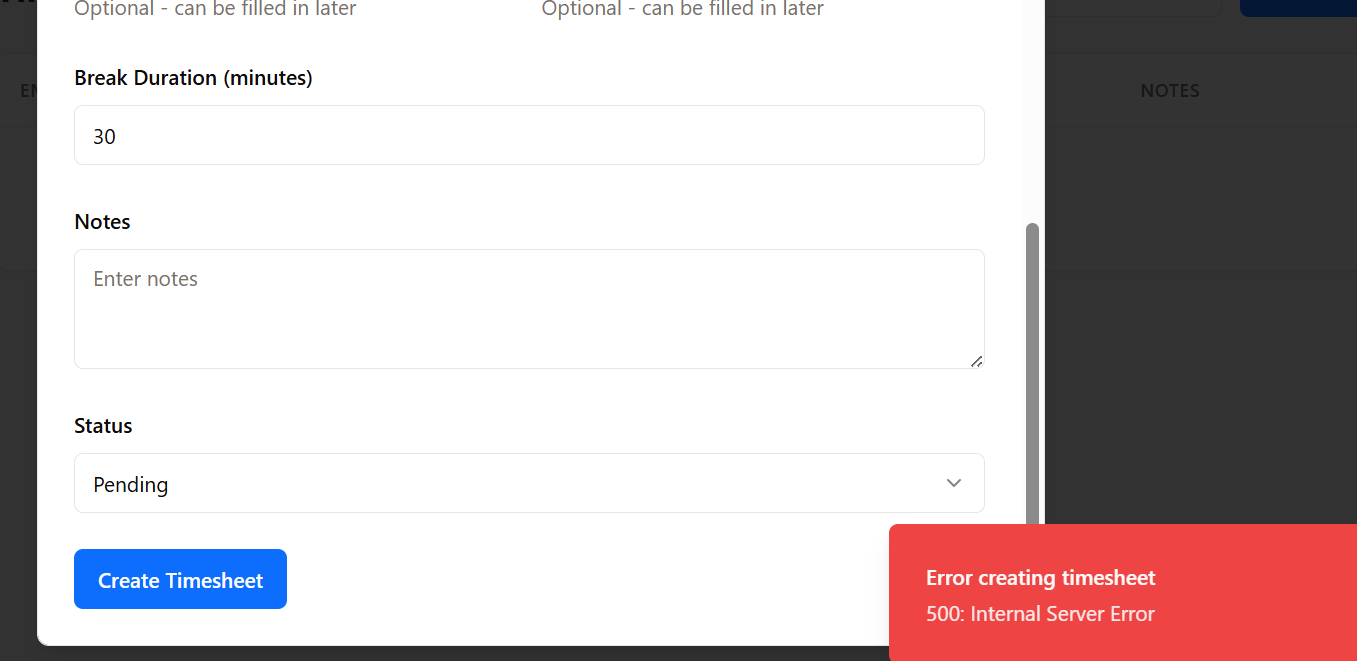 Optional - can be filled in later
Optional - can be filled in later
Break Duration (minutes)
30
NOTES
Notes
Enter notes
Status
Pending
Create Timesheet
Error creating timesheet
500: Internal Server Error